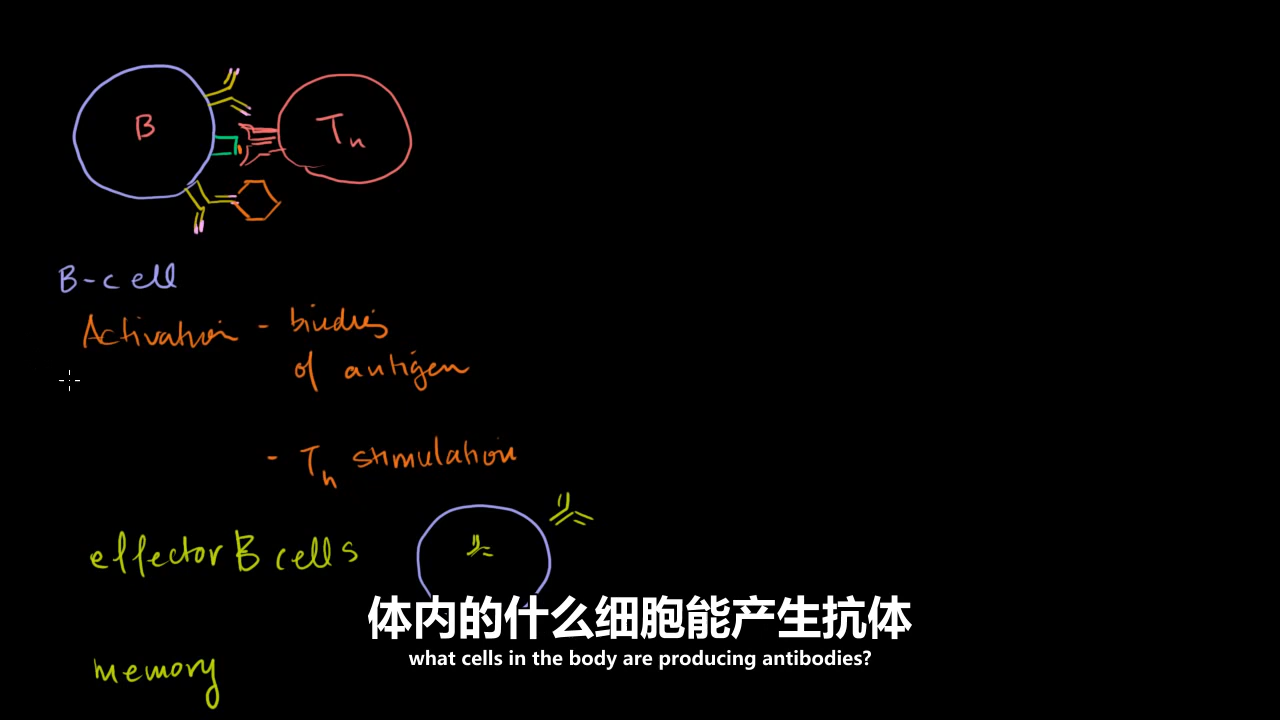 B
Th
B-cell
Activation - binding
of antigen
- Th stimulation
effector B cells
体内的什么细胞能产生抗体
what cells in the body are producing antibodies?
memory